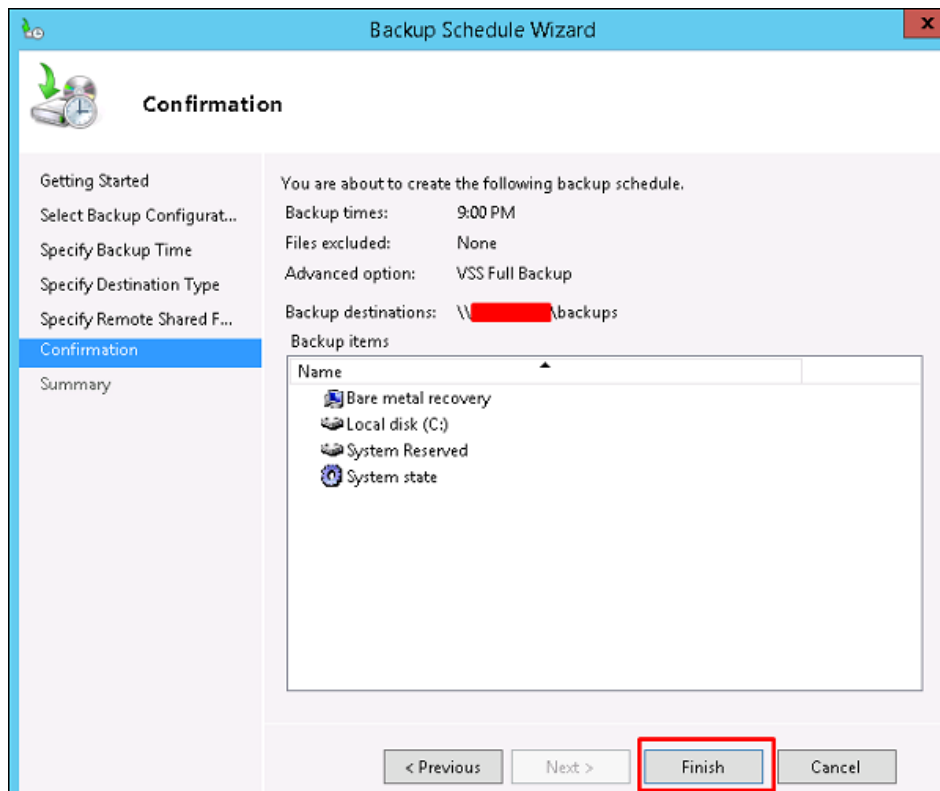 Backup Schedule Wizard
x
Confirmation
Getting Started
Select Backup Configurat...
Specify Backup Time
Specify Destination Type
Specify Remote Shared F...
Confirmation
Summary
You are about to create the following backup schedule.
Backup times: 9:00 PM
Files excluded: None
Advanced option: VSS Full Backup
Backup destinations: \\ \backups
Backup items
Name
Bare metal recovery
Local disk (C:)
System Reserved
System state
< Previous Next > Finish Cancel